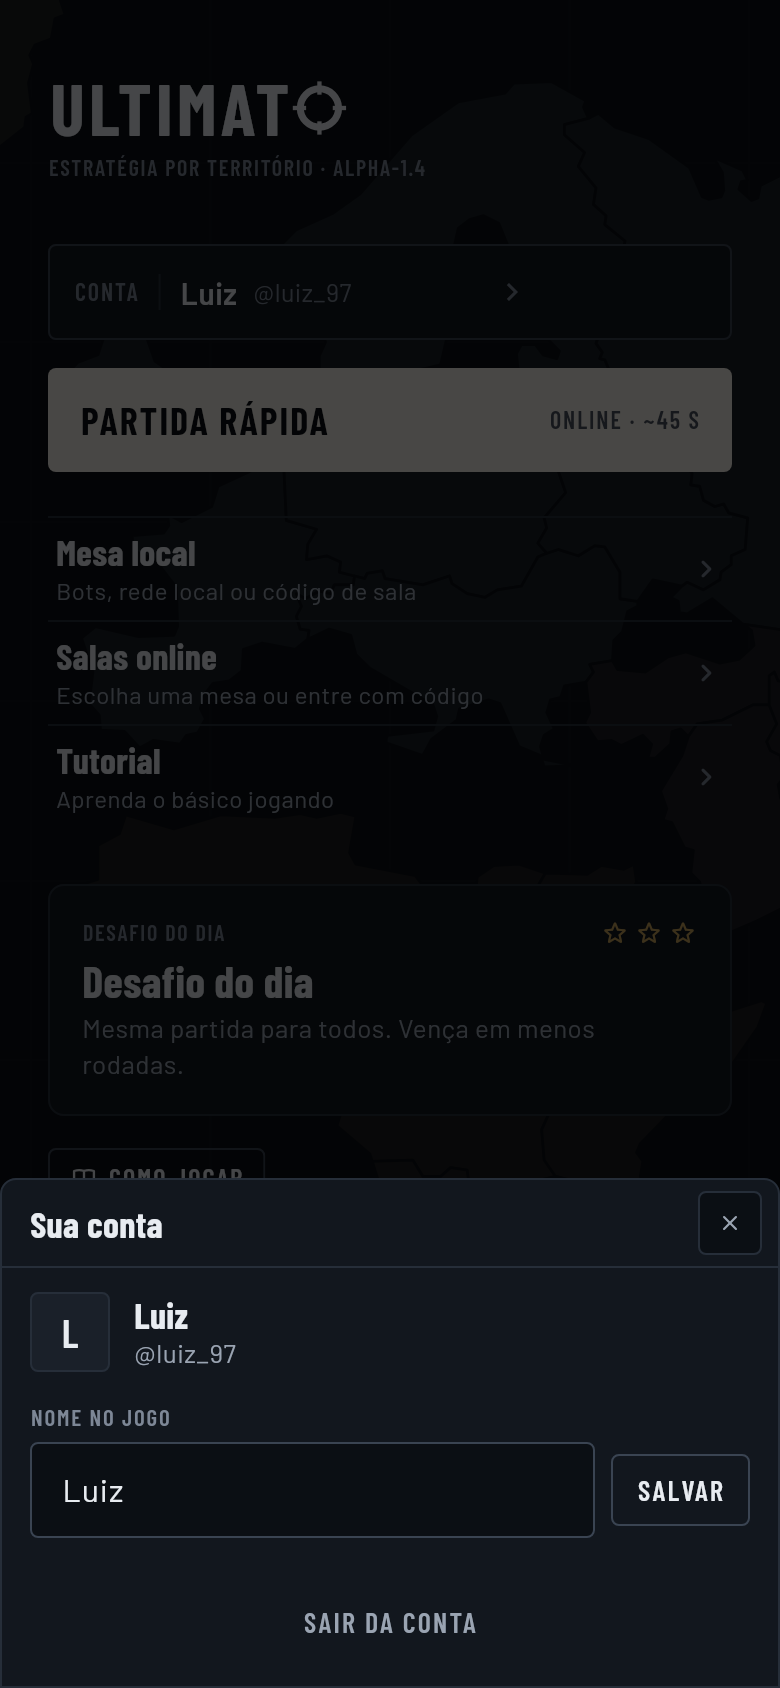 ULTIMATO
ESTRATÉGIA POR TERRITÓRIO · ALPHA-1.4
CONTA Luiz @luiz_97
PARTIDA RÁPIDA ONLINE · ~45 S
Mesa local
Bots, rede local ou código de sala
Salas online
Escolha uma mesa ou entre com código
Tutorial
Aprenda o básico jogando
DESAFIO DO DIA
Desafio do dia
Mesma partida para todos. Vença em menos
rodadas.
COMO JOGAR
Sua conta
L
Luiz
@luiz_97
NOME NO JOGO
Luiz
SALVAR
SAIR DA CONTA